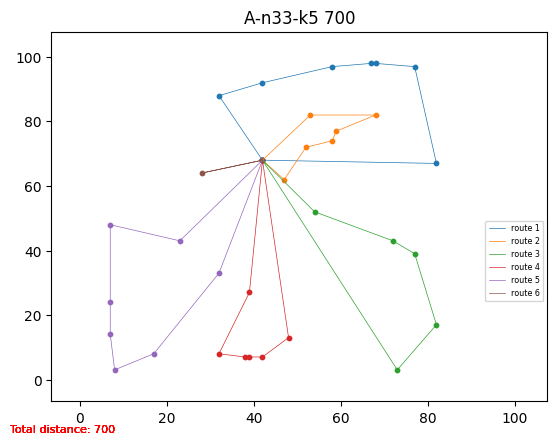 A-n33-k5 700
100
80
60
40
20
0
route 1
route 2
route 3
route 4
route 5
route 6
0 20 40 60 80 100
Total distance: 700